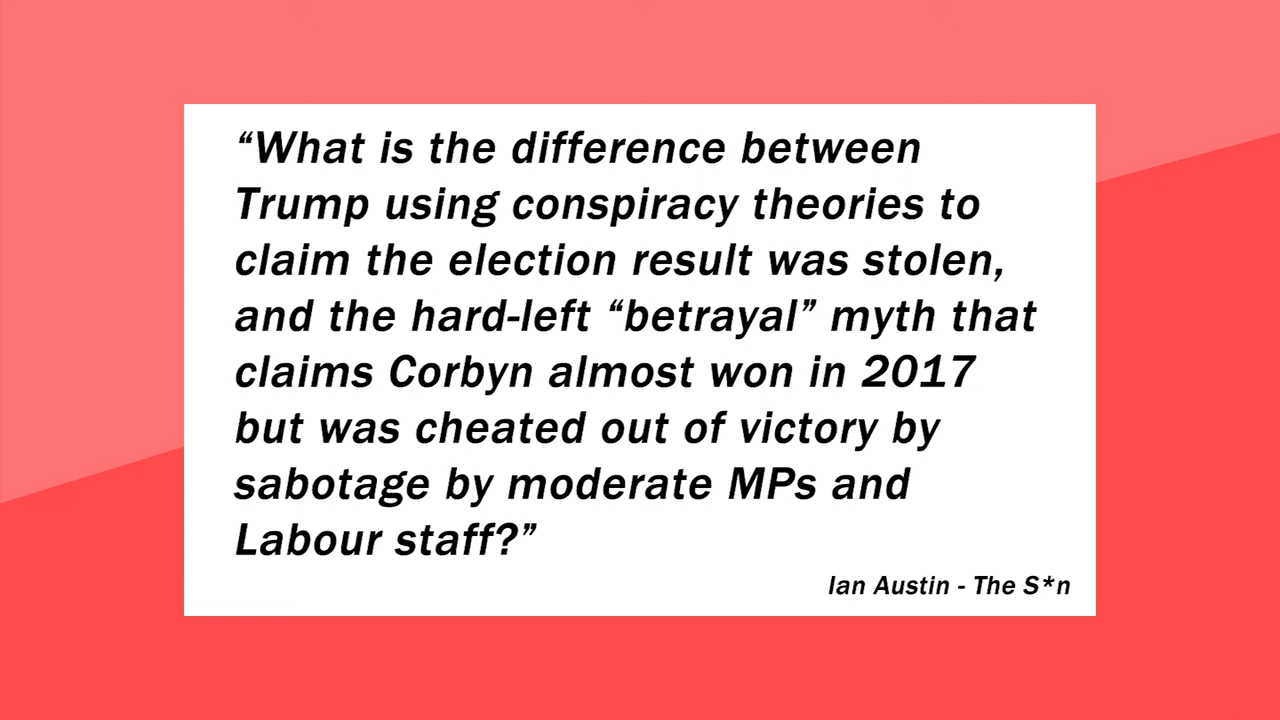 “What is the difference between
Trump using conspiracy theories to
claim the election result was stolen,
and the hard-left “betrayal” myth that
claims Corbyn almost won in 2017
but was cheated out of victory by
sabotage by moderate MPs and
Labour staff?”
Ian Austin - The S*n